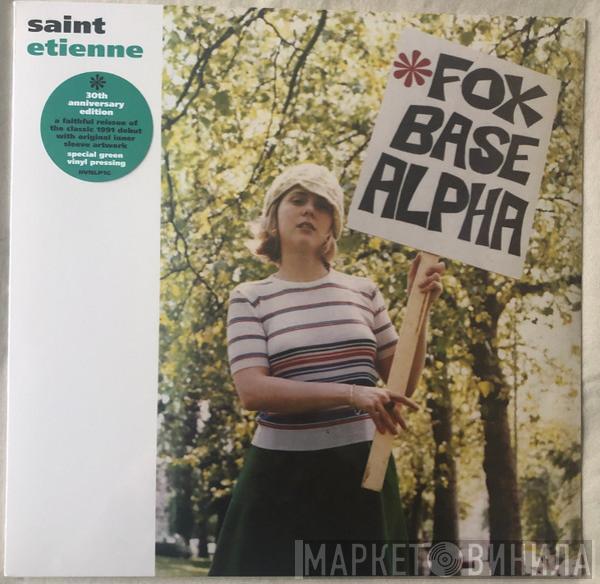 saint
etienne
30th
anniversary
edition
a faithful reissue of
the classic 1991 debut
with original inner
sleeve artwork
special green
vinyl pressing
HVNLP1C
FOX
BASE
ALPHA
МАРКЕТ ВИНИЛА